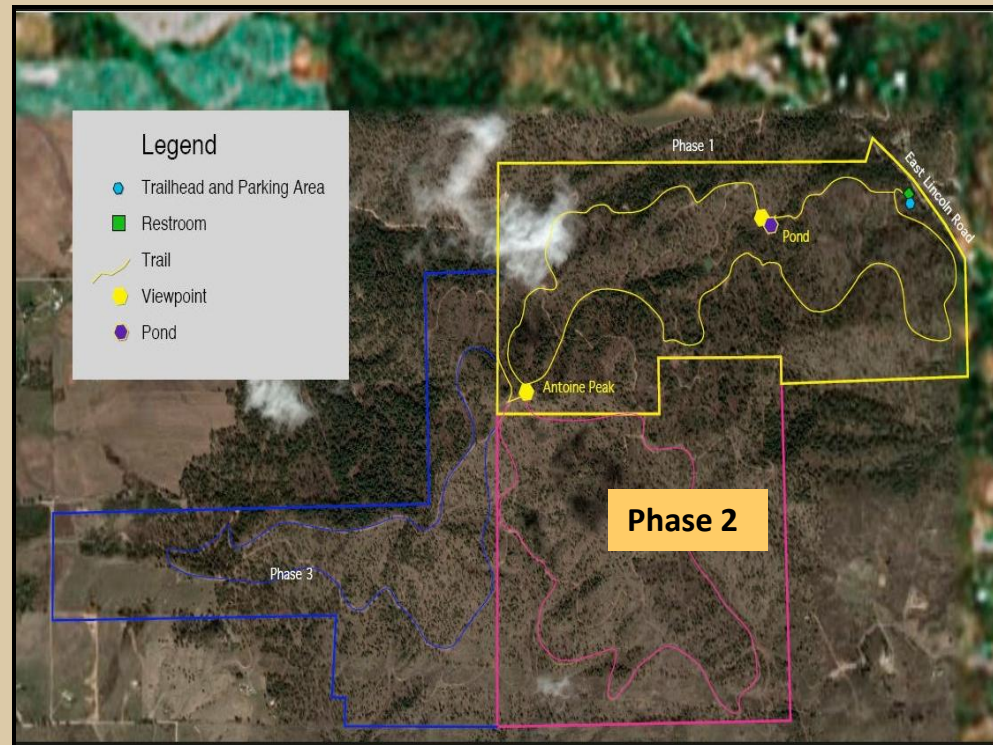 Legend
Trailhead and Parking Area
Restroom
Trail
Viewpoint
Pond
Phase 1
East Lincoln Road
Pond
Antoine Peak
Phase 2
Phase 3